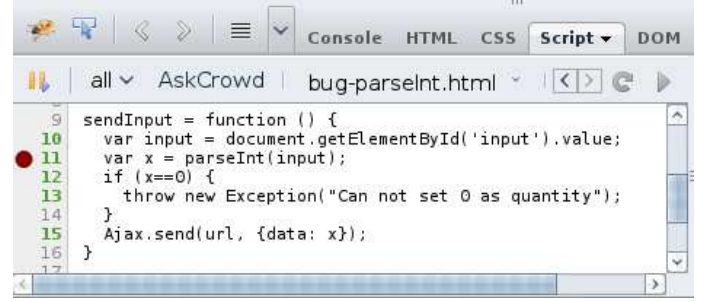 Console HTML CSS Script DOM
all AskCrowd bug-parseInt.html
9 sendInput = function () {
10 var input = document.getElementById('input').value;
11 var x = parseInt(input);
12 if (x==0) {
13 throw new Exception("Can not set 0 as quantity");
14 }
15 Ajax.send(url, {data: x});
16 }
17